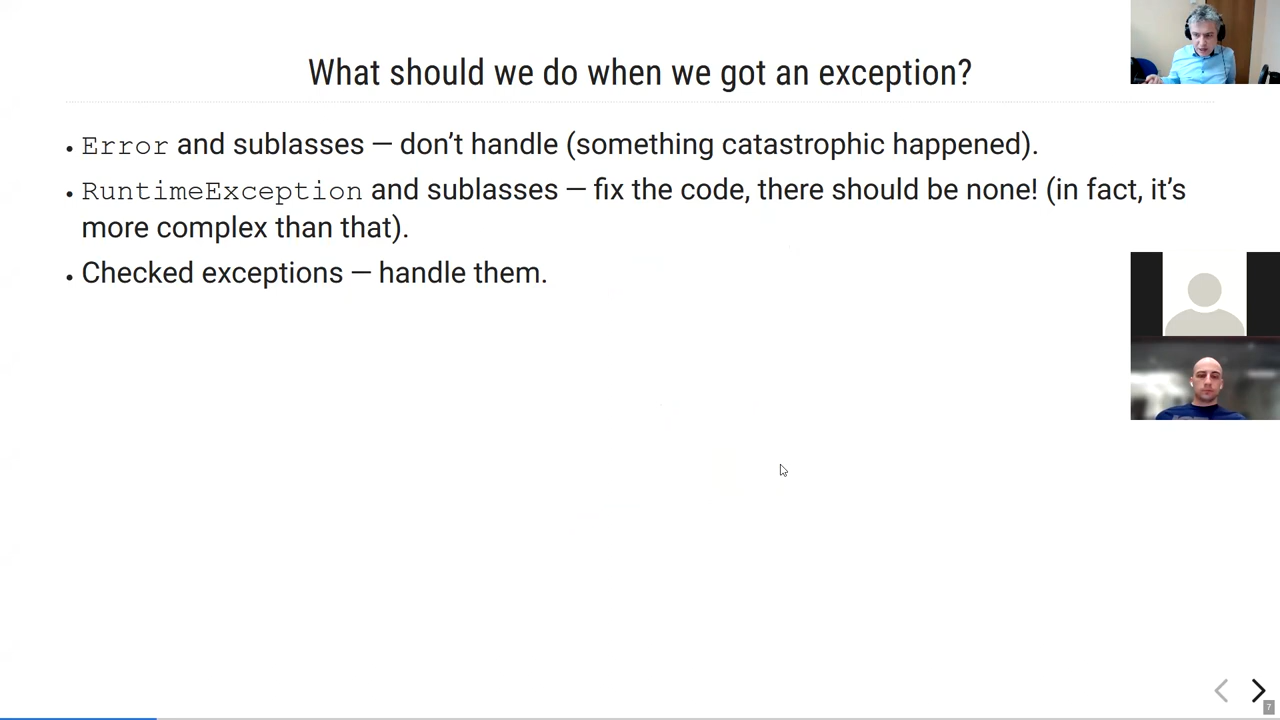 What should we do when we got an exception?
• Error and sublasses — don't handle (something catastrophic happened).
• RuntimeException and sublasses — fix the code, there should be none! (in fact, it's
more complex than that).
• Checked exceptions — handle them.
7